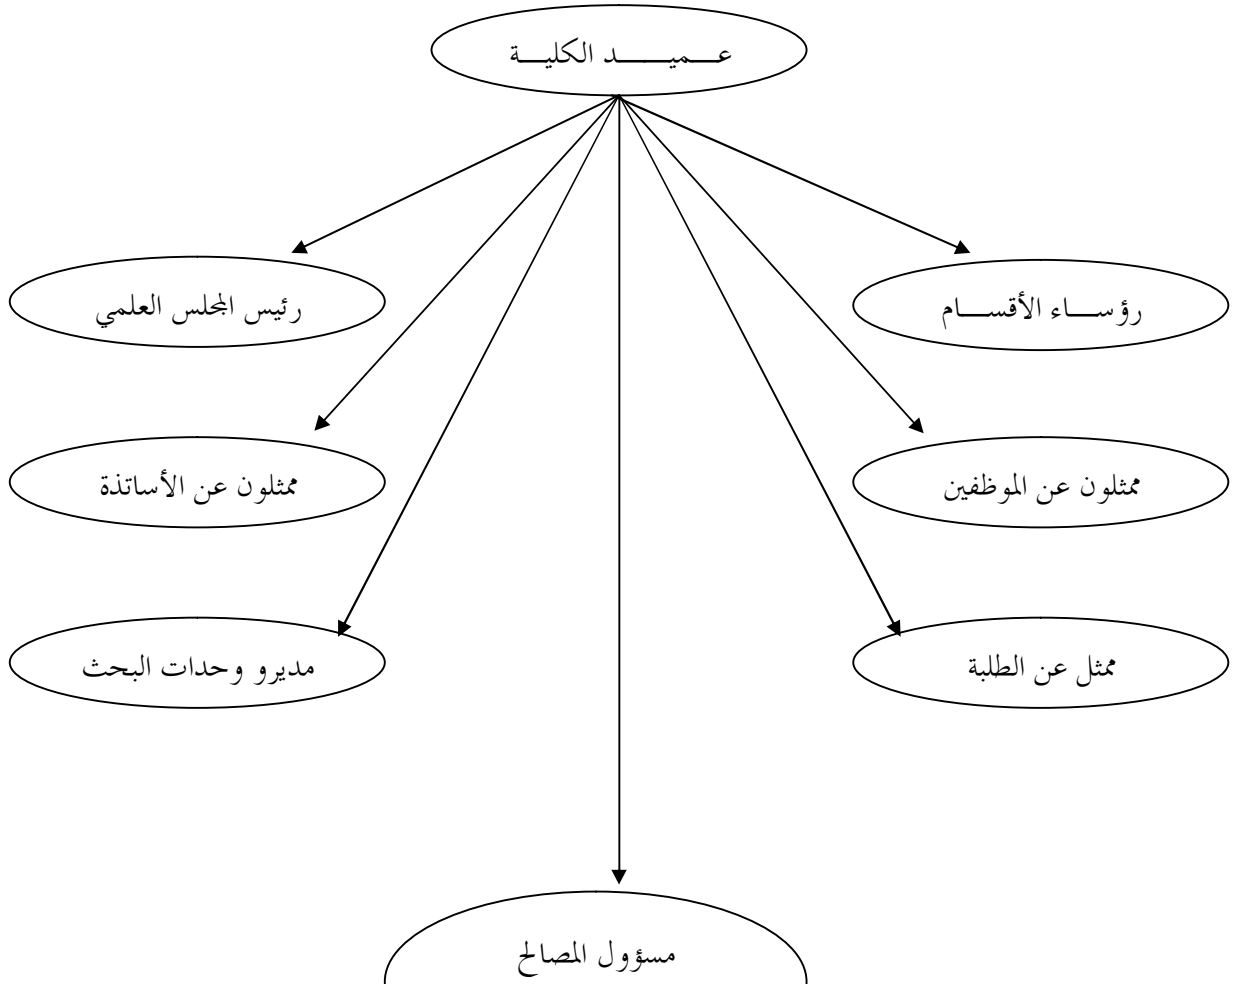 عـــميـــــد الكليـــة
رؤســـاء الأقســـام
رئيس المجلس العلمي
ممثلون عن الموظفين
ممثلون عن الأساتذة
ممثل عن الطلبة
مديرو وحدات البحث
مسؤول المصالح